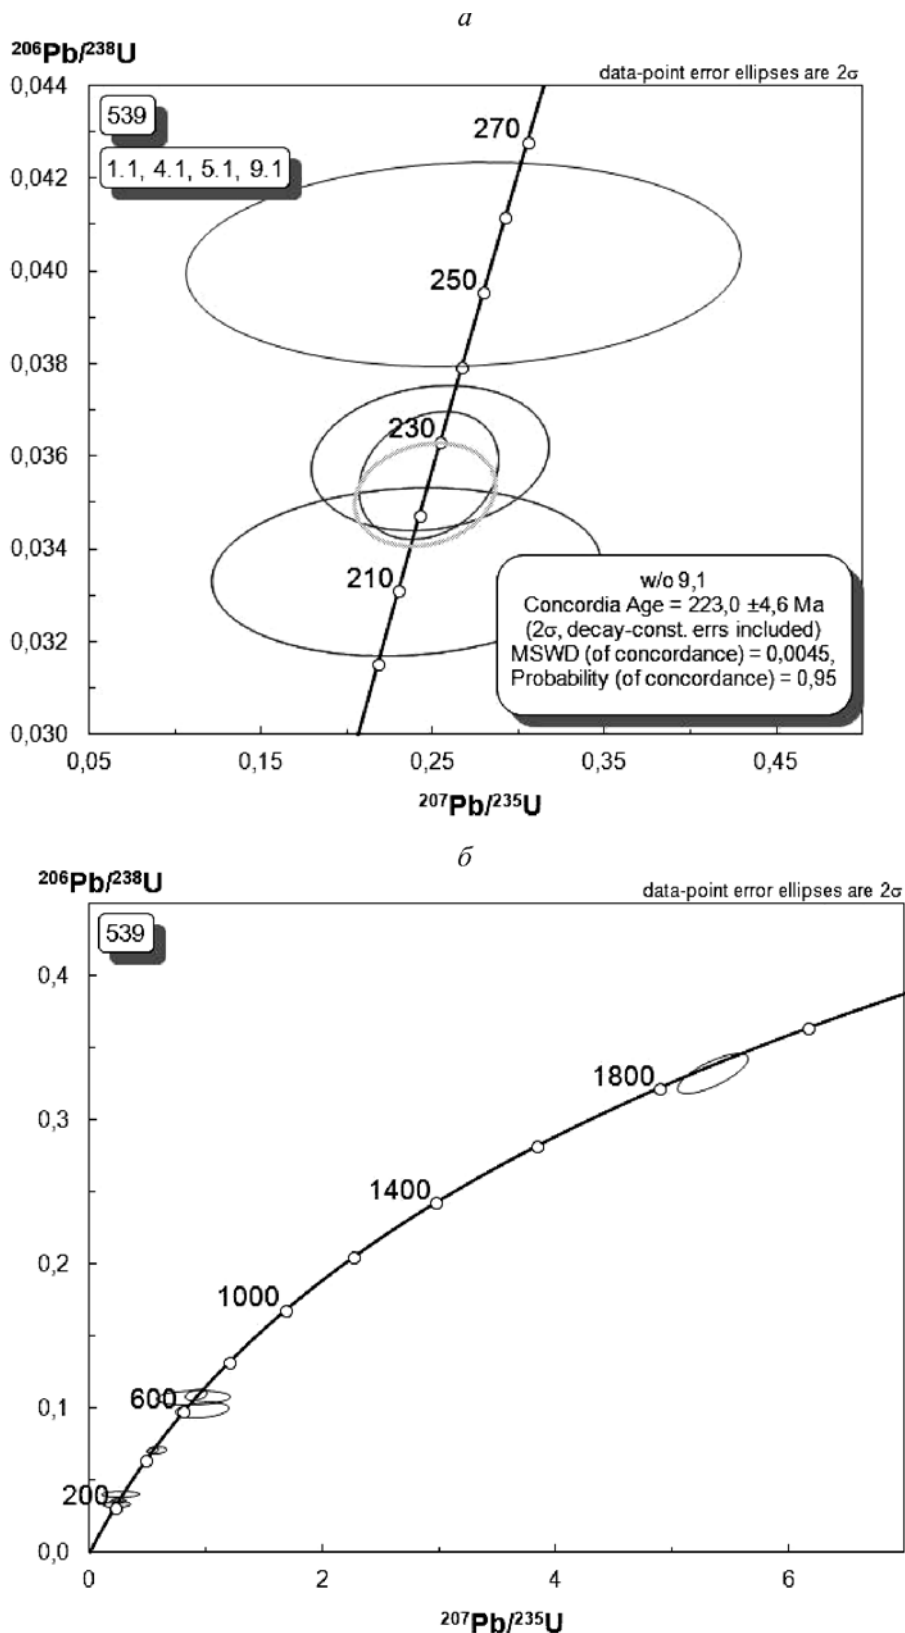 а
²⁰⁶Pb/²³⁸U
data-point error ellipses are 2σ
0,044
539
270
1.1, 4.1, 5.1, 9.1
0,042
0,040
250
0,038
230
0,036
0,034
210
w/o 9,1
Concordia Age = 223,0 ±4,6 Ma
(2σ, decay-const. errs included)
MSWD (of concordance) = 0,0045,
Probability (of concordance) = 0,95
0,032
0,030
0,05 0,15 0,25 0,35 0,45
²⁰⁷Pb/²³⁵U
б
²⁰⁶Pb/²³⁸U
data-point error ellipses are 2σ
539
0,4
1800
0,3
1400
0,2
1000
600
0,1
200
0,0
0 2 4 6
²⁰⁷Pb/²³⁵U